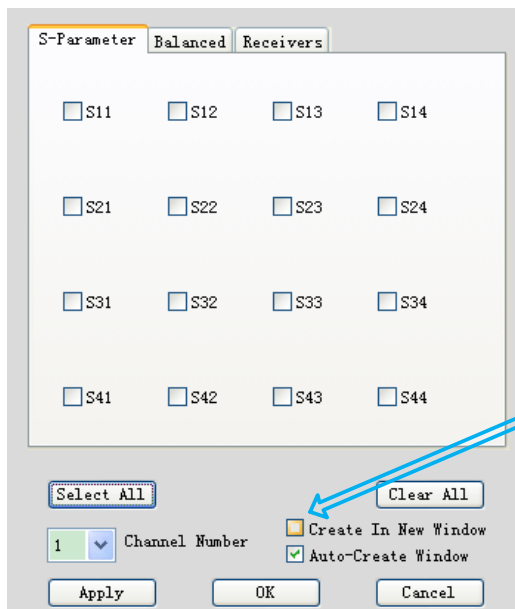 S-Parameter Balanced Receivers
S11 S12 S13 S14
S21 S22 S23 S24
S31 S32 S33 S34
S41 S42 S43 S44
Select All Clear All
1 Channel Number
Create In New Window
Auto-Create Window
Apply OK Cancel